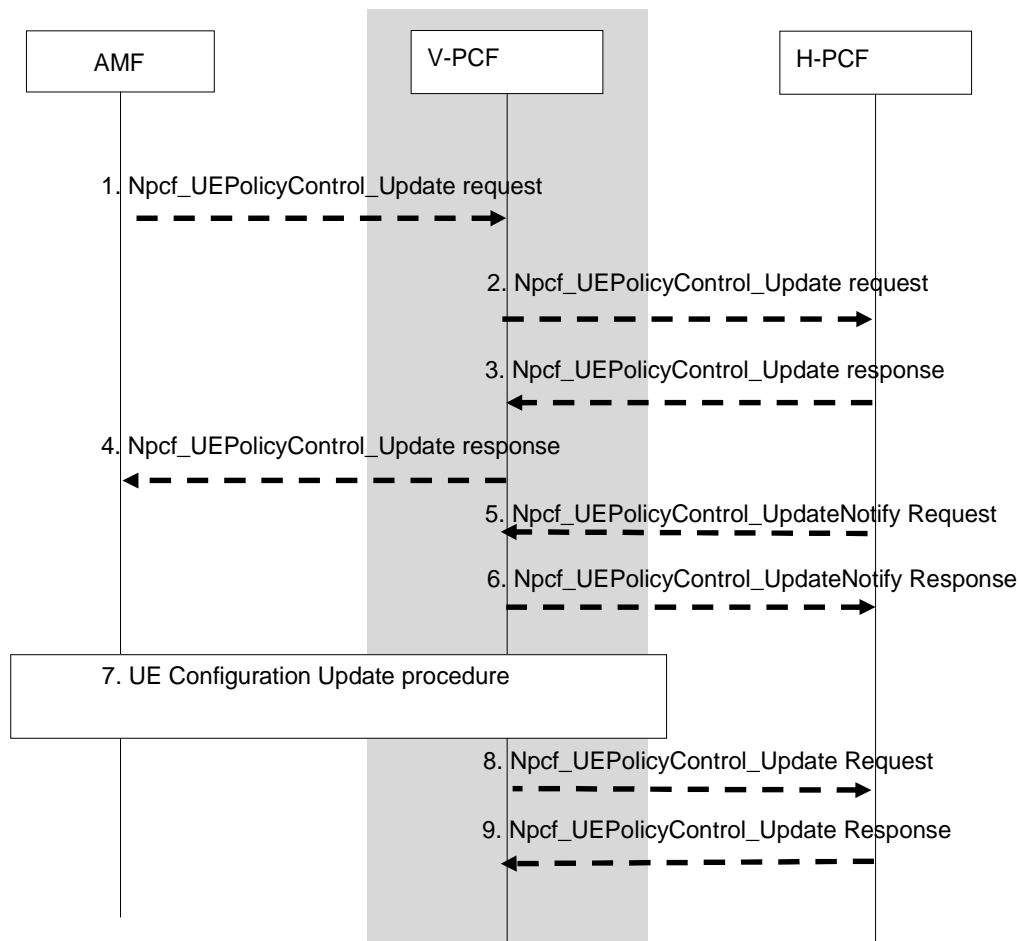 AMF
V-PCF
H-PCF
1. Npcf_UEPolicyControl_Update request
2. Npcf_UEPolicyControl_Update request
3. Npcf_UEPolicyControl_Update response
4. Npcf_UEPolicyControl_Update response
5. Npcf_UEPolicyControl_UpdateNotify Request
6. Npcf_UEPolicyControl_UpdateNotify Response
7. UE Configuration Update procedure
8. Npcf_UEPolicyControl_Update Request
9. Npcf_UEPolicyControl_Update Response